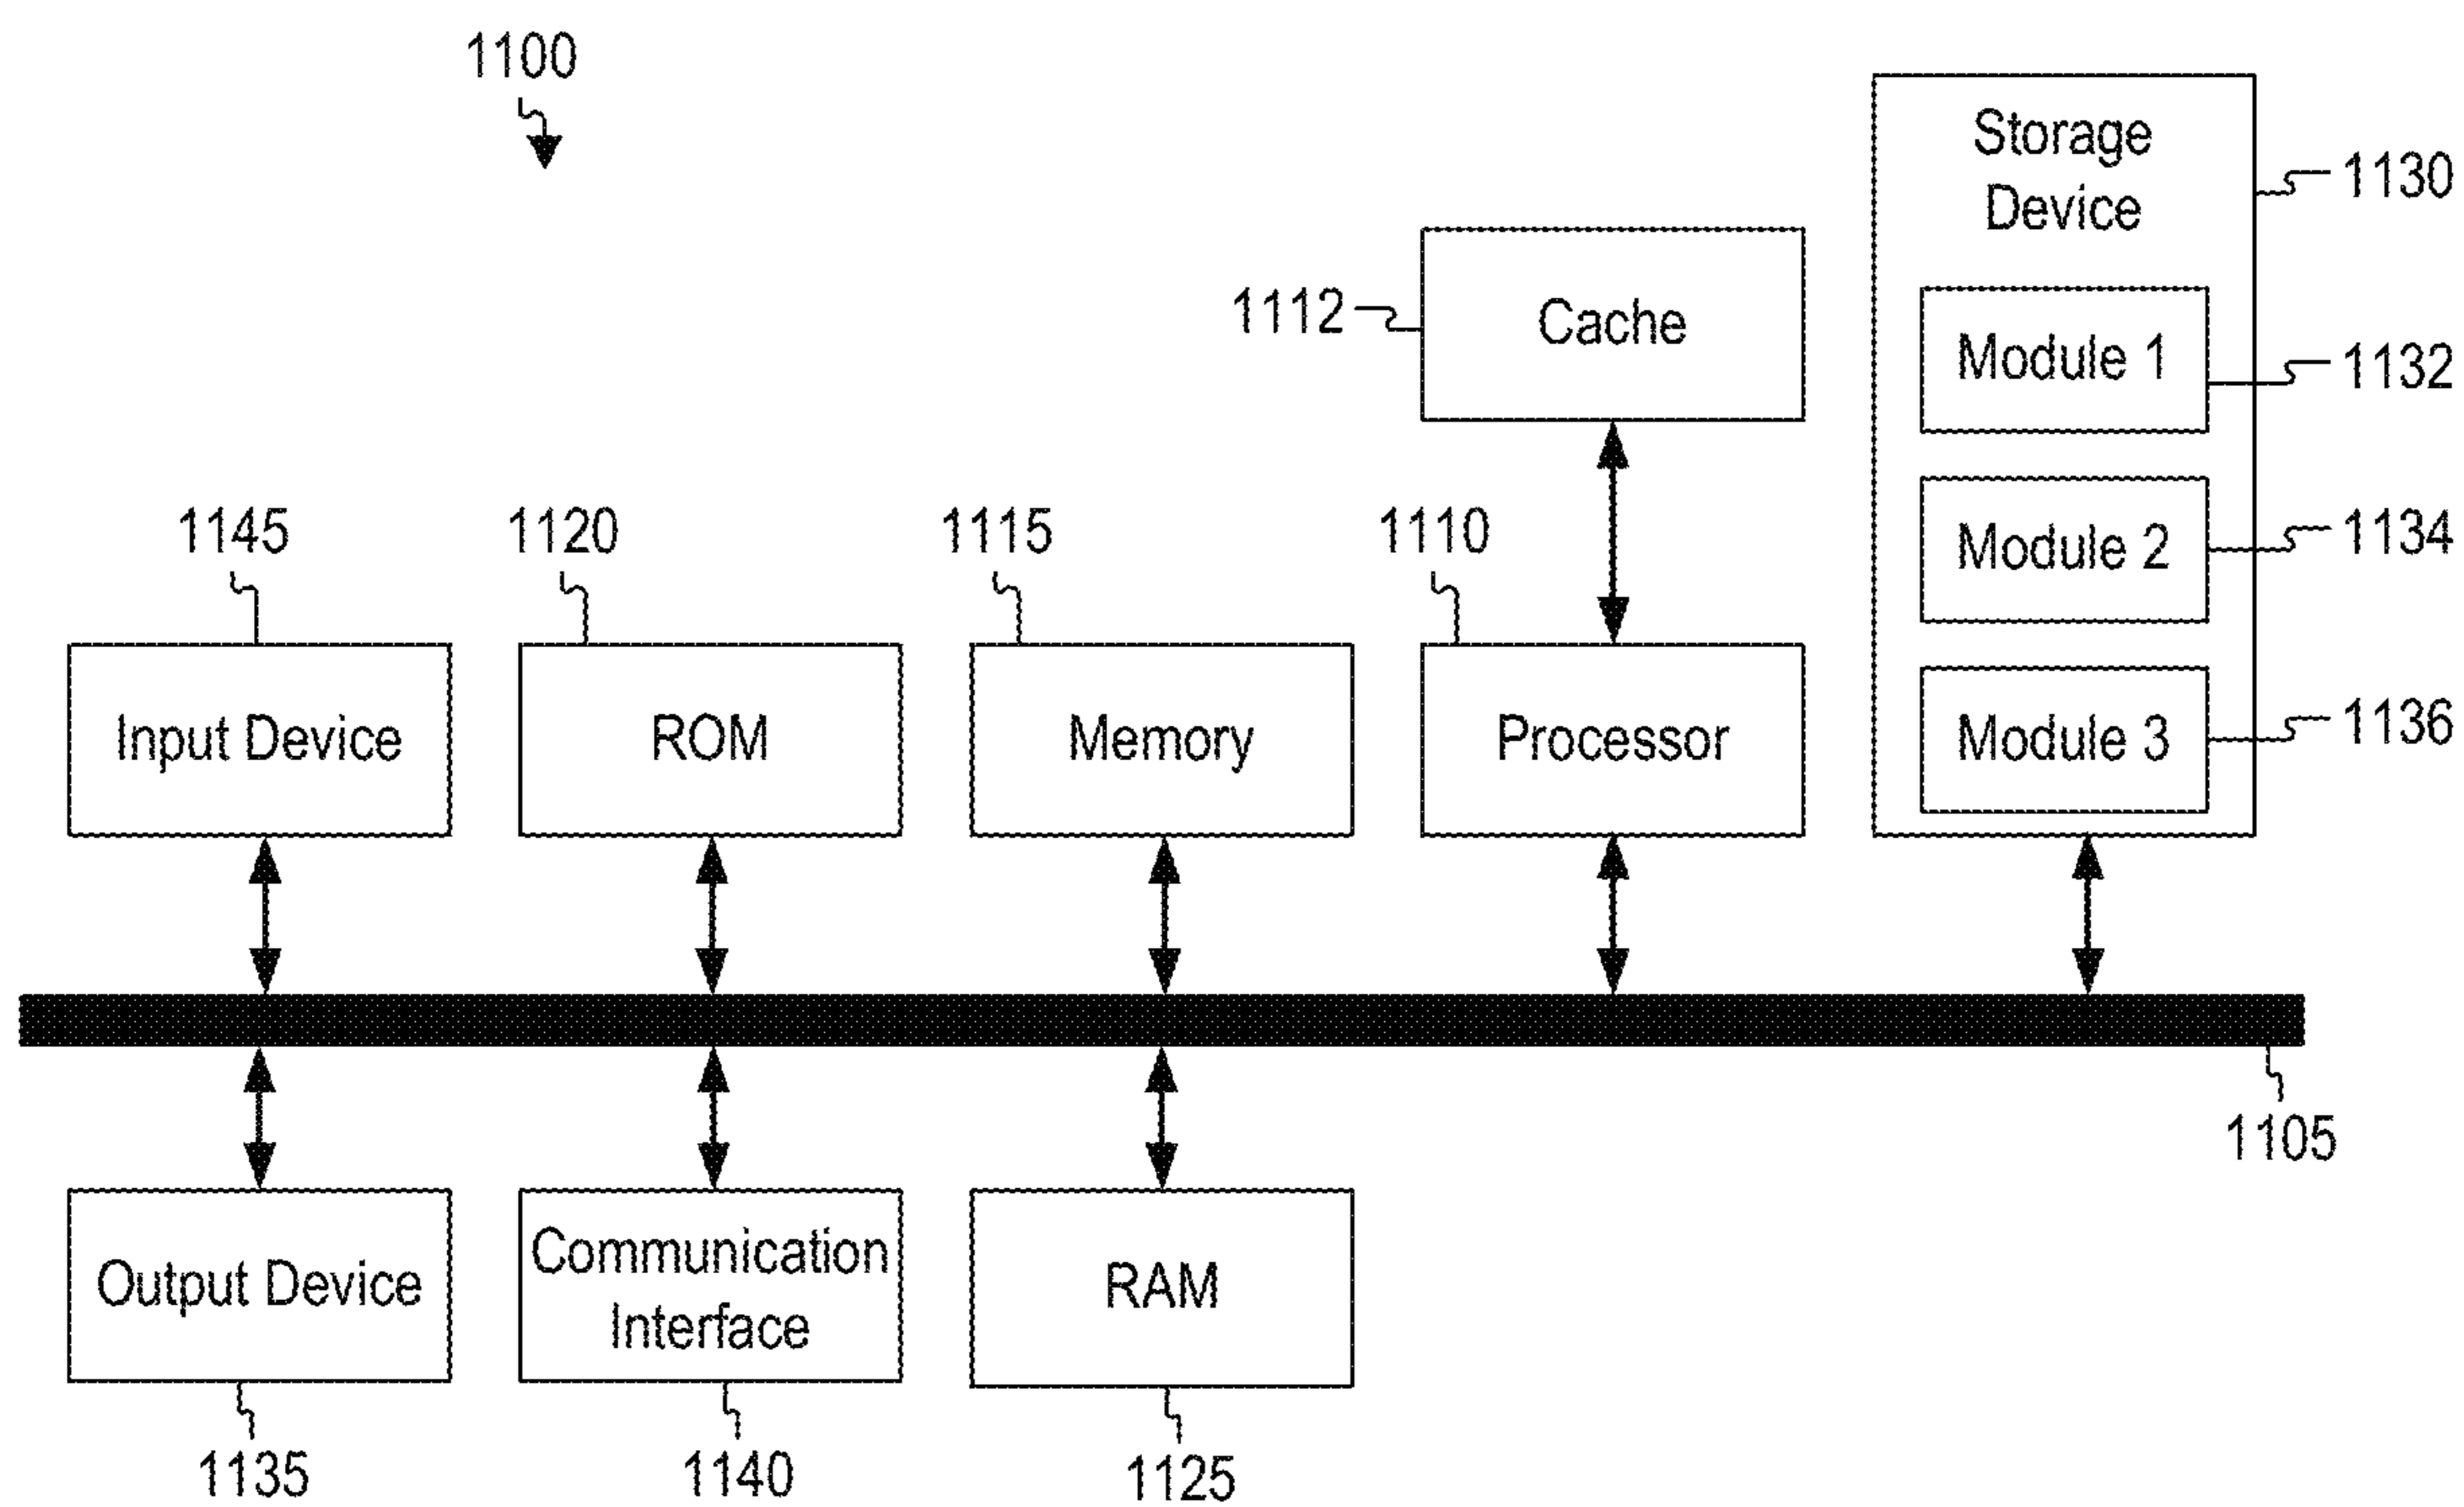 1100
Storage
Device
1130
1112
Cache
Module 1
1132
1145
1120
1115
1110
Module 2
1134
Input Device
ROM
Memory
Processor
Module 3
1136
1105
Output Device
Communication
Interface
RAM
1135
1140
1125